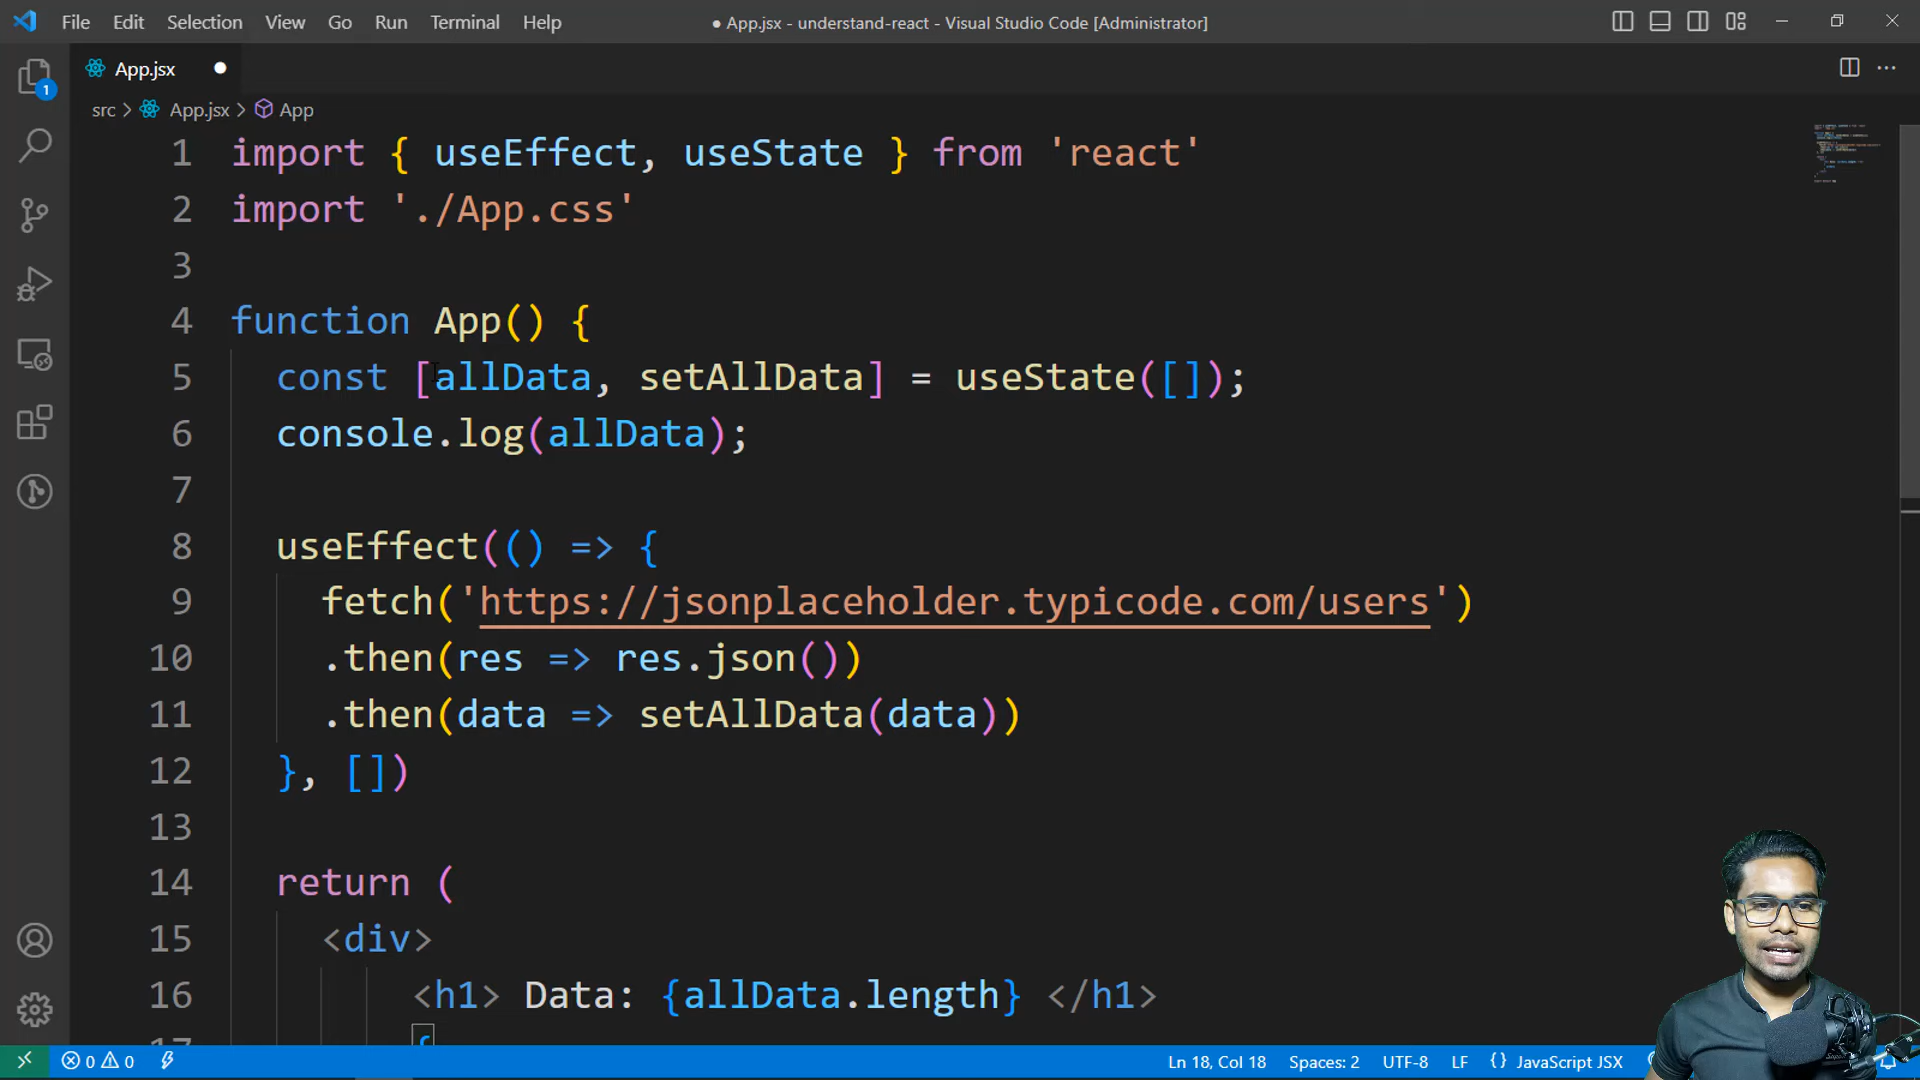 File Edit Selection View Go Run Terminal Help
● App.jsx - understand-react - Visual Studio Code [Administrator]
App.jsx
1
src > App.jsx > App
1 import { useEffect, useState } from 'react'
2 import './App.css'
3
4 function App() {
5 const [allData, setAllData] = useState([]);
6 console.log(allData);
7
8 useEffect(() => {
9 fetch('https://jsonplaceholder.typicode.com/users')
10 .then(res => res.json())
11 .then(data => setAllData(data))
12 }, [])
13
14 return (
15 <div>
16 <h1> Data: {allData.length} </h1>
17 {
0 0 Ln 18, Col 18 Spaces: 2 UTF-8 LF {} JavaScript JSX